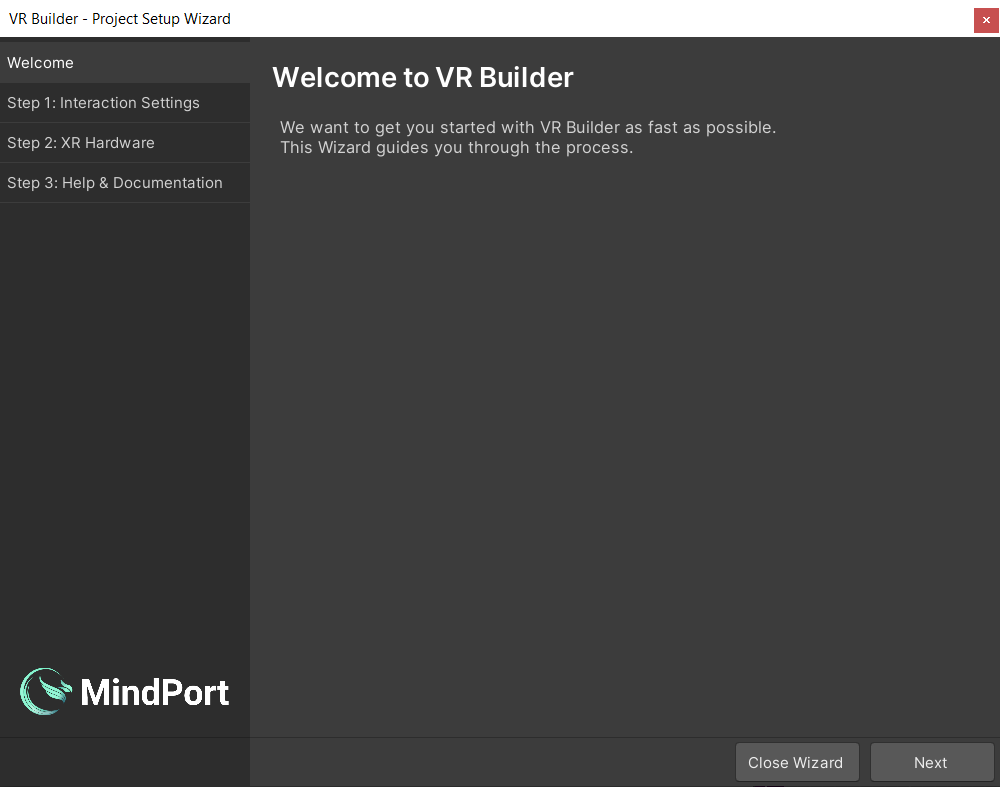 VR Builder - Project Setup Wizard
Welcome
Step 1: Interaction Settings
Step 2: XR Hardware
Step 3: Help & Documentation
Welcome to VR Builder
We want to get you started with VR Builder as fast as possible.
This Wizard guides you through the process.
MindPort
Close Wizard
Next